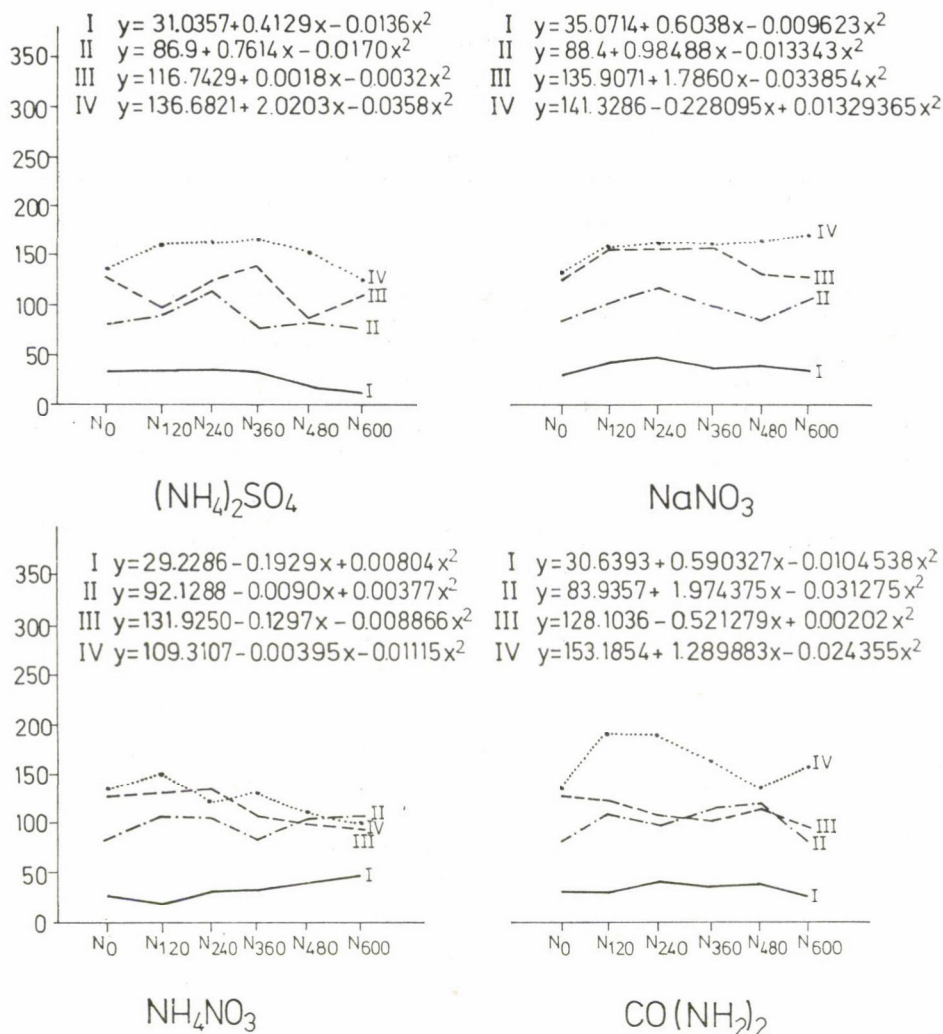 I y=31.0357+0.4129x−0.0136x²
II y=86.9+0.7614x−0.0170x²
III y=116.7429+0.0018x−0.0032x²
IV y=136.6821+2.0203x−0.0358x²
350
300
250
200
150
100
50
0
IV
III
II
I
N₀ N₁₂₀ N₂₄₀ N₃₆₀ N₄₈₀ N₆₀₀
(NH₄)₂SO₄
I y=35.0714+0.6038x−0.009623x²
II y=88.4+0.98488x−0.013343x²
III y=135.9071+1.7860x−0.033854x²
IV y=141.3286−0.228095x+0.01329365x²
IV
III
II
I
N₀ N₁₂₀ N₂₄₀ N₃₆₀ N₄₈₀ N₆₀₀
NaNO₃
I y=29.2286−0.1929x+0.00804x²
II y=92.1288−0.0090x+0.00377x²
III y=131.9250−0.1297x−0.008866x²
IV y=109.3107−0.00395x−0.01115x²
350
300
250
200
150
100
50
0
II
IV
III
I
N₀ N₁₂₀ N₂₄₀ N₃₆₀ N₄₈₀ N₆₀₀
NH₄NO₃
I y=30.6393+0.590327x−0.0104538x²
II y=83.9357+1.974375x−0.031275x²
III y=128.1036−0.521279x+0.00202x²
IV y=153.1854+1.289883x−0.024355x²
IV
III
II
I
N₀ N₁₂₀ N₂₄₀ N₃₆₀ N₄₈₀ N₆₀₀
CO(NH₂)₂